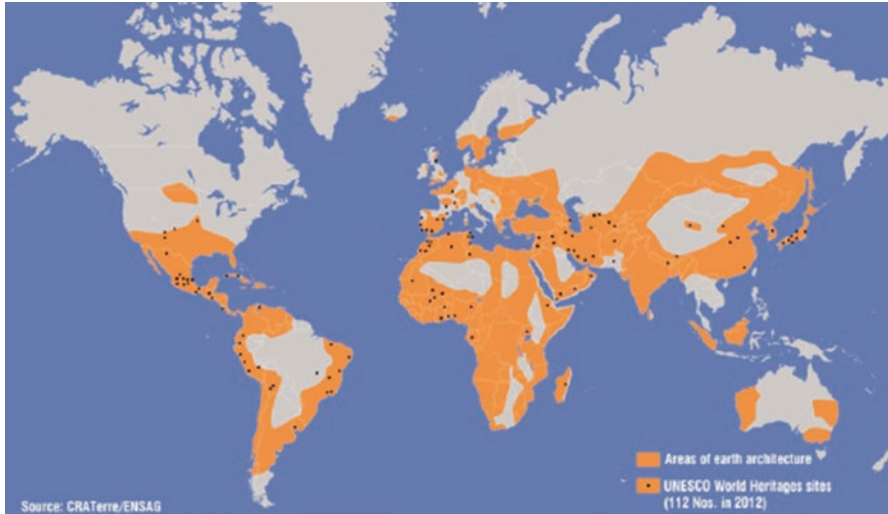 Areas of earth architecture
UNESCO World Heritages sites
(112 Nos. in 2012)
Source: CRATerre/ENSAG